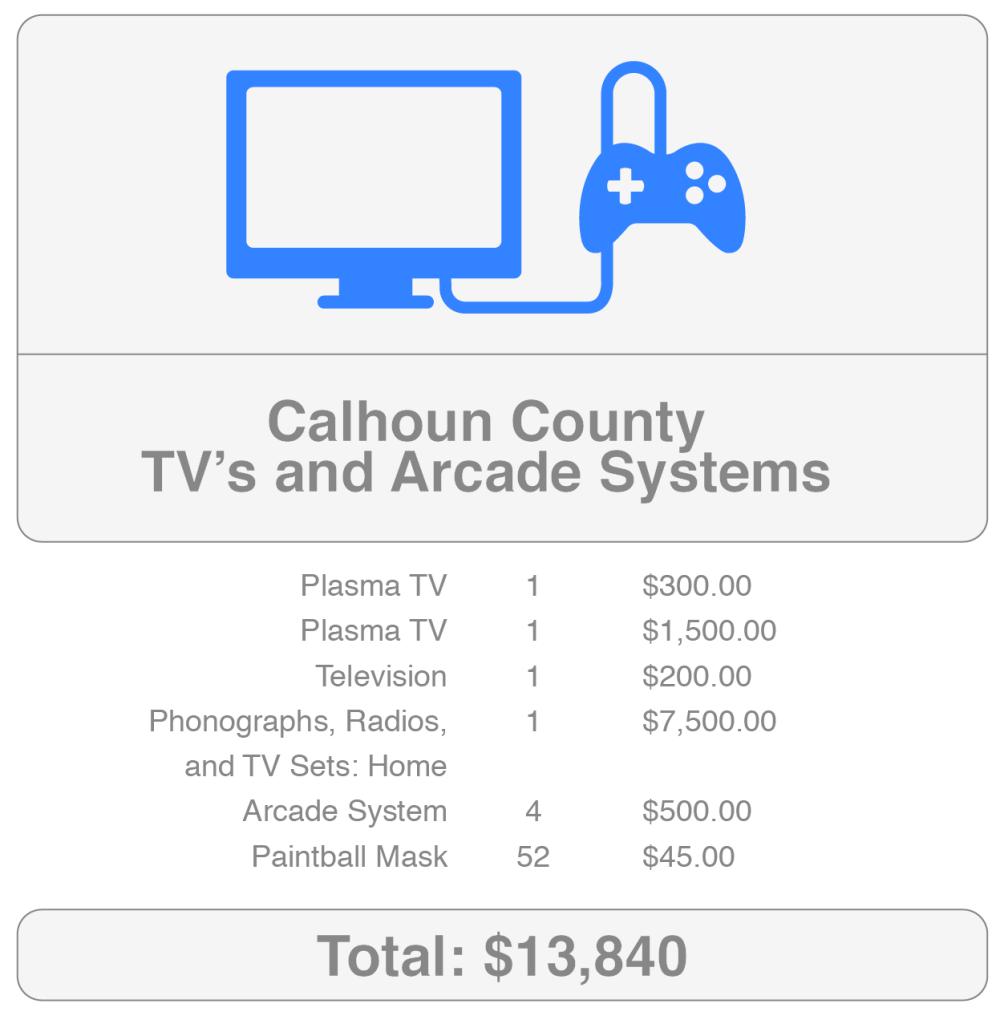 Calhoun County
TV’s and Arcade Systems
Plasma TV 1 $300.00
Plasma TV 1 $1,500.00
Television 1 $200.00
Phonographs, Radios, 1 $7,500.00
and TV Sets: Home
Arcade System 4 $500.00
Paintball Mask 52 $45.00
Total: $13,840